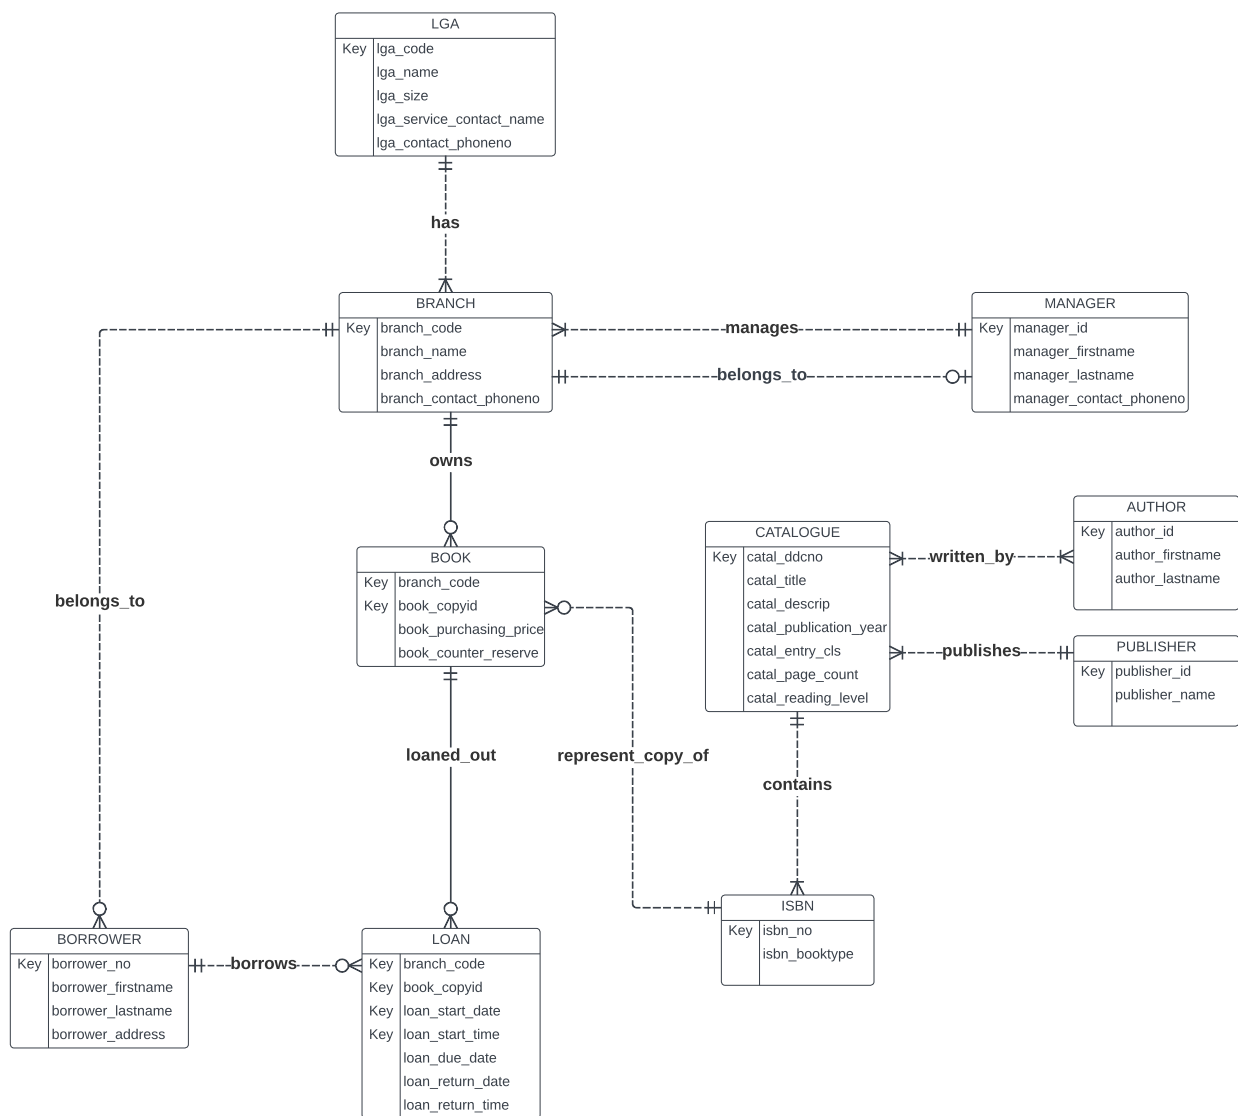 LGA
Key lga_code
lga_name
lga_size
lga_service_contact_name
lga_contact_phoneno
has
BRANCH
Key branch_code
branch_name
branch_address
branch_contact_phoneno
manages
belongs_to
MANAGER
Key manager_id
manager_firstname
manager_lastname
manager_contact_phoneno
owns
BOOK
Key branch_code
Key book_copyid
book_purchasing_price
book_counter_reserve
CATALOGUE
Key catal_ddcno
catal_title
catal_descrip
catal_publication_year
catal_entry_cls
catal_page_count
catal_reading_level
written_by
AUTHOR
Key author_id
author_firstname
author_lastname
publishes
PUBLISHER
Key publisher_id
publisher_name
belongs_to
loaned_out
represent_copy_of
contains
ISBN
Key isbn_no
isbn_booktype
BORROWER
Key borrower_no
borrower_firstname
borrower_lastname
borrower_address
borrows
LOAN
Key branch_code
Key book_copyid
Key loan_start_date
Key loan_start_time
loan_due_date
loan_return_date
loan_return_time